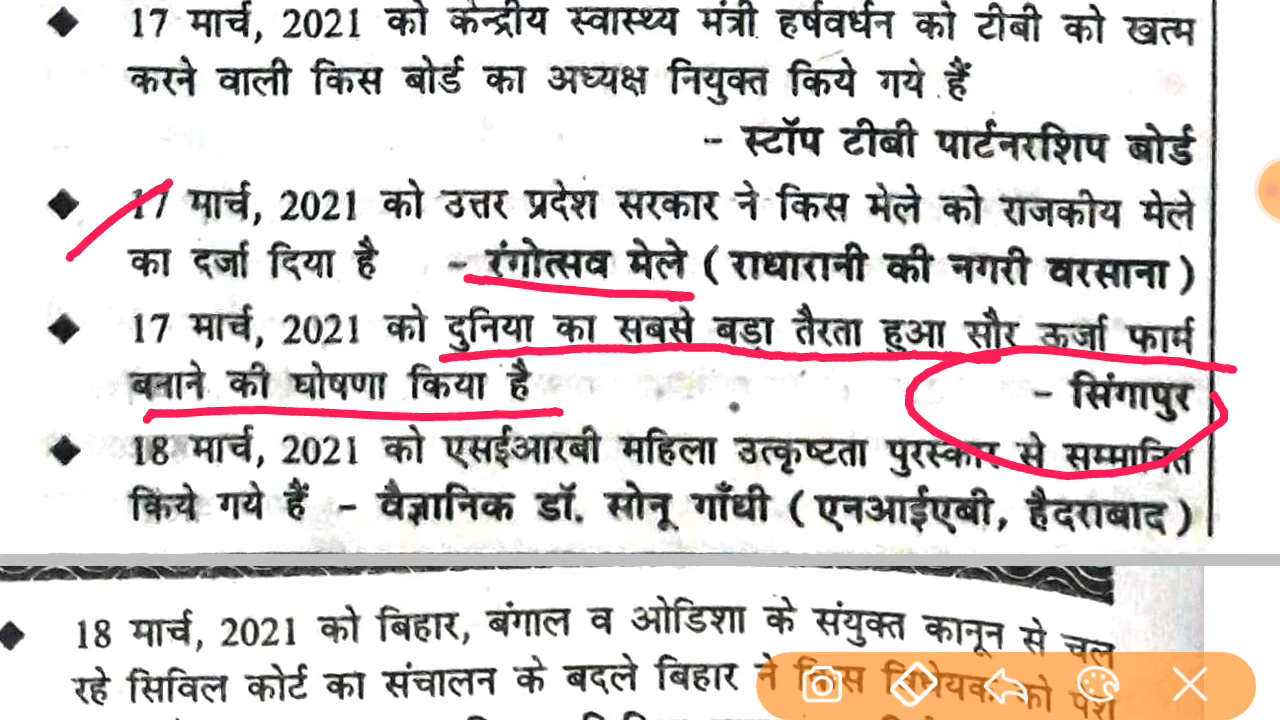 17 मार्च, 2021 को केन्द्रीय स्वास्थ्य मंत्री हर्षवर्धन को टीबी को खत्म
करने वाली किस बोर्ड का अध्यक्ष नियुक्त किये गये हैं
- स्टॉप टीबी पार्टनरशिप बोर्ड
17 मार्च, 2021 को उत्तर प्रदेश सरकार ने किस मेले को राजकीय मेले
का दर्जा दिया है - रंगोत्सव मेले ( राधारानी की नगरी वरसाना )
17 मार्च, 2021 को दुनिया का सबसे बड़ा तैरता हुआ सौर ऊर्जा फार्म
बनाने की घोषणा किया है - सिंगापुर
18 मार्च, 2021 को एसईआरबी महिला उत्कृष्टता पुरस्कार से सम्मानित
किये गये हैं - वैज्ञानिक डॉ. सोनू गाँधी ( एनआईएबी, हैदराबाद )
18 मार्च, 2021 को बिहार, बंगाल व ओडिशा के संयुक्त कानून से चल
रहे सिविल कोर्ट का संचालन के बदले बिहार ने किस विधेयक को पेश